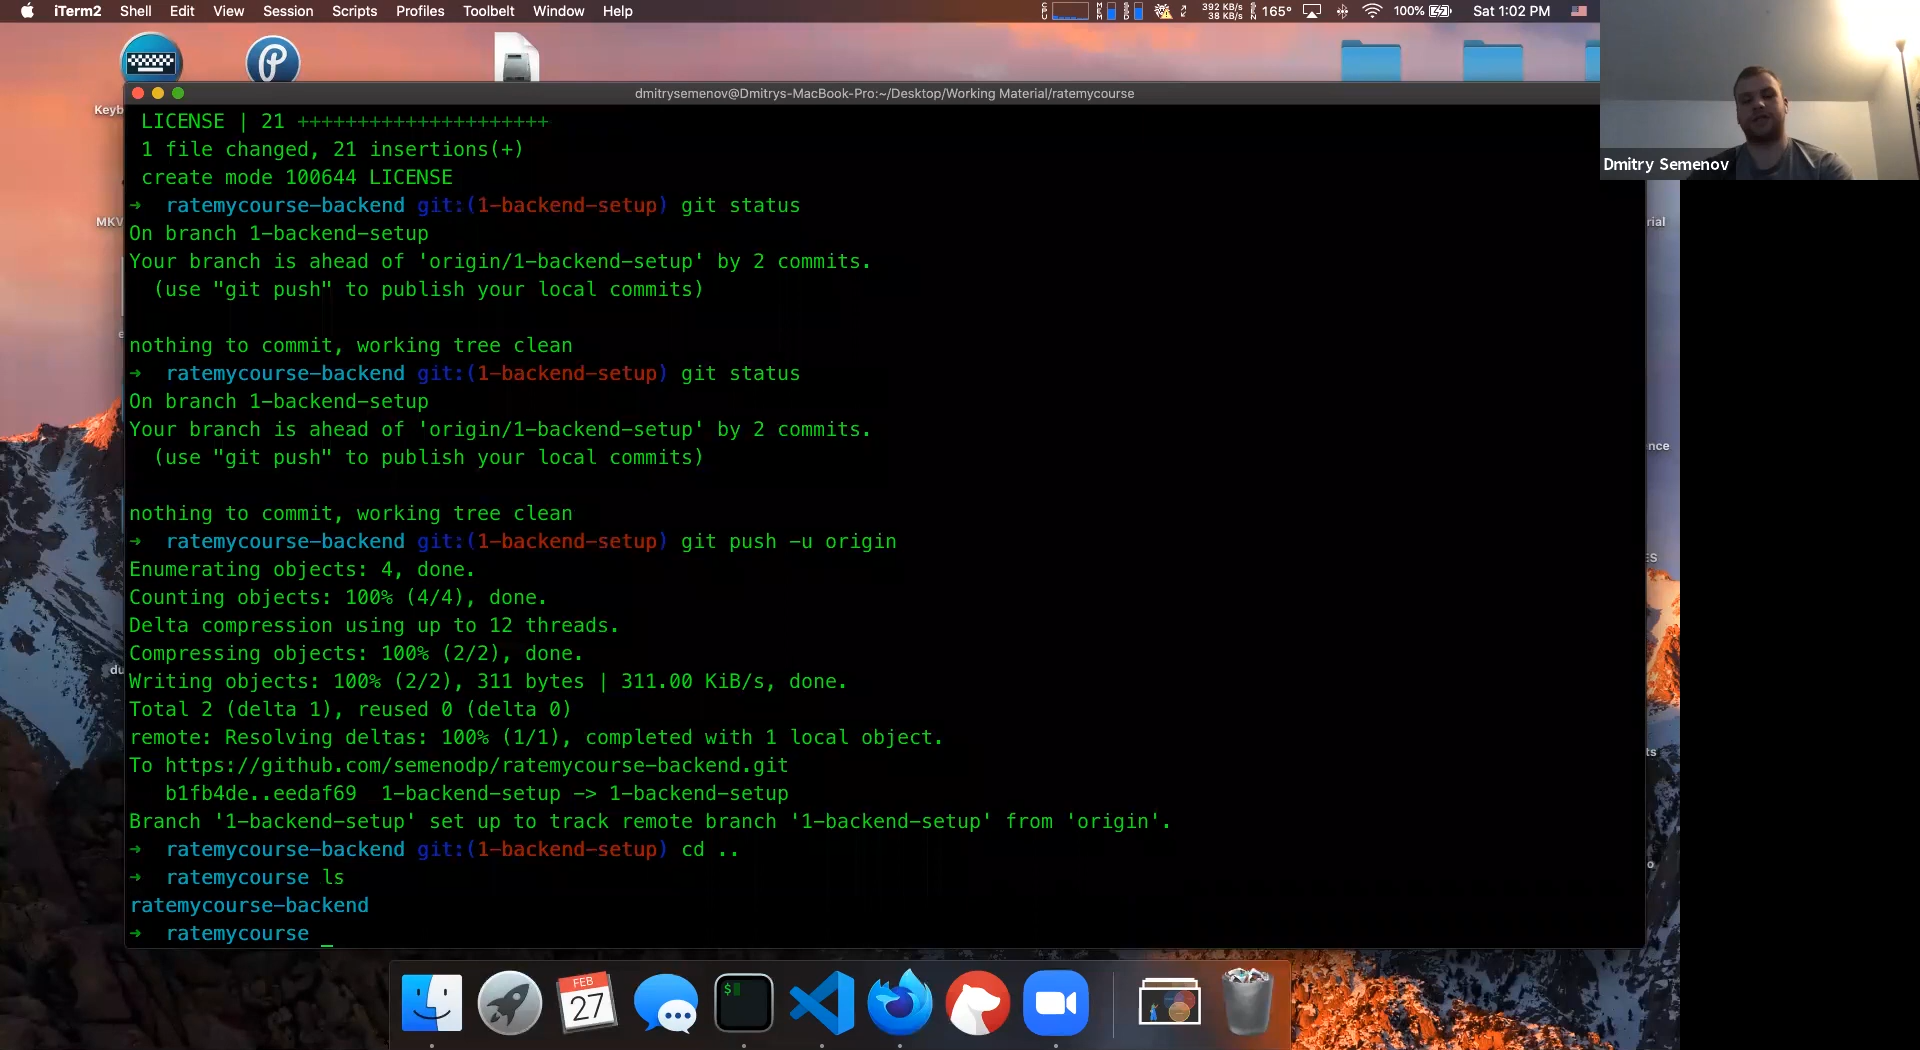 iTerm2 Shell Edit View Session Scripts Profiles Toolbelt Window Help 392 KB/s 38 KB/s 165° 100% Sat 1:02 PM
dmitrysemenov@Dmitrys-MacBook-Pro:~/Desktop/Working Material/ratemycourse
Keyb
LICENSE | 21 +++++++++++++++++++++
1 file changed, 21 insertions(+)
create mode 100644 LICENSE
Dmitry Semenov
➜ ratemycourse-backend git:(1-backend-setup) git status
MKV
rial
On branch 1-backend-setup
Your branch is ahead of 'origin/1-backend-setup' by 2 commits.
(use "git push" to publish your local commits)
nothing to commit, working tree clean
➜ ratemycourse-backend git:(1-backend-setup) git status
On branch 1-backend-setup
Your branch is ahead of 'origin/1-backend-setup' by 2 commits.
nce
(use "git push" to publish your local commits)
nothing to commit, working tree clean
➜ ratemycourse-backend git:(1-backend-setup) git push -u origin
ES
Enumerating objects: 4, done.
Counting objects: 100% (4/4), done.
Delta compression using up to 12 threads.
Compressing objects: 100% (2/2), done.
du
Writing objects: 100% (2/2), 311 bytes | 311.00 KiB/s, done.
Total 2 (delta 1), reused 0 (delta 0)
remote: Resolving deltas: 100% (1/1), completed with 1 local object.
ts
To https://github.com/semenodp/ratemycourse-backend.git
b1fb4de..eedaf69 1-backend-setup -> 1-backend-setup
Branch '1-backend-setup' set up to track remote branch '1-backend-setup' from 'origin'.
➜ ratemycourse-backend git:(1-backend-setup) cd ..
➜ ratemycourse ls
ratemycourse-backend
➜ ratemycourse _
FEB
27